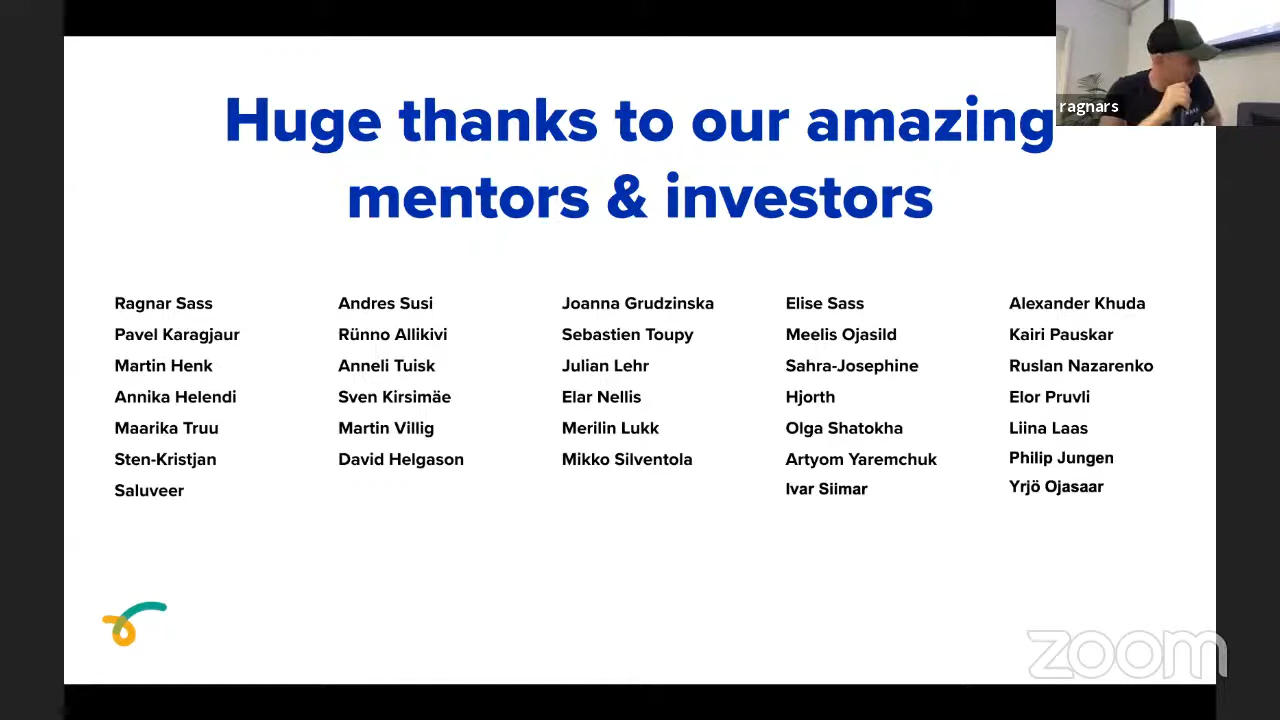 Huge thanks to our amazing
mentors & investors
ragnars
Ragnar Sass
Pavel Karagjaur
Martin Henk
Annika Helendi
Maarika Truu
Sten-Kristjan
Saluveer
Andres Susi
Rünno Allikivi
Anneli Tuisk
Sven Kirsimäe
Martin Villig
David Helgason
Joanna Grudzinska
Sebastien Toupy
Julian Lehr
Elar Nellis
Merilin Lukk
Mikko Silventola
Elise Sass
Meelis Ojasild
Sahra-Josephine
Hjorth
Olga Shatokha
Artyom Yaremchuk
Ivar Siimar
Alexander Khuda
Kairi Pauskar
Ruslan Nazarenko
Elor Pruvli
Liina Laas
Philip Jungen
Yrjö Ojasaar
zoom